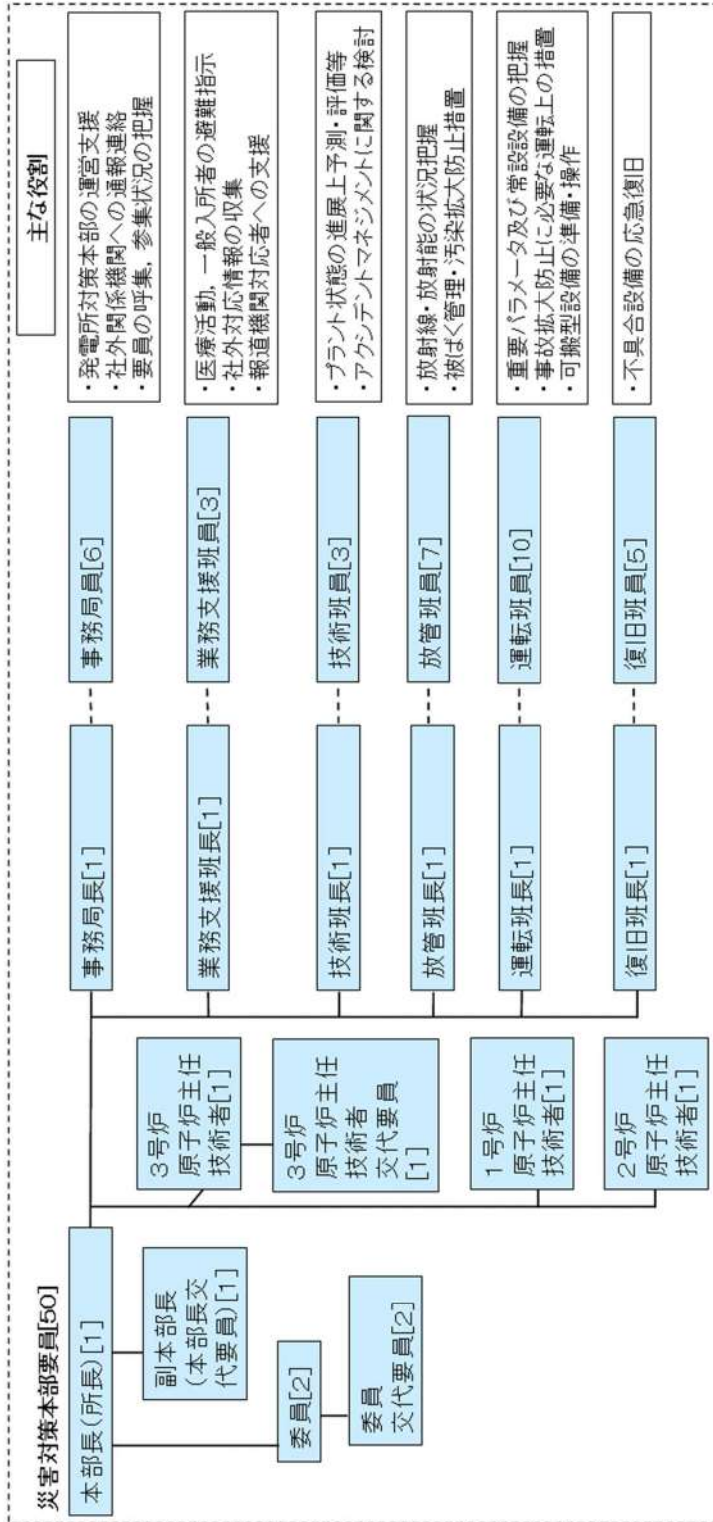 災害対策本部要員[50]
本部長(所長)[1]
副本部長
(本部長交
代要員)[1]
委員[2]
委員
交代要員[2]
3号炉
原子炉主任
技術者[1]
3号炉
原子炉主任
技術者
交代要員
[1]
1号炉
原子炉主任
技術者[1]
2号炉
原子炉主任
技術者[1]
主な役割
事務局長[1]
事務局員[6]
・発電所対策本部の運営支援
・社外関係機関への通報連絡
・要員の呼集，参集状況の把握
業務支援班長[1]
業務支援班員[3]
・医療活動，一般入所者の避難指示
・社外対応情報の収集
・報道機関対応者への支援
技術班長[1]
技術班員[3]
・プラント状態の進展上予測・評価等
・アクシデントマネジメントに関する検討
放管班長[1]
放管班員[7]
・放射線・放射能の状況把握
・被ばく管理・汚染拡大防止措置
運転班長[1]
運転班員[10]
・重要パラメータ及び常設設備の把握
・事故拡大防止に必要な運転上の措置
・可搬型設備の準備・操作
復旧班長[1]
復旧班員[5]
・不具合設備の応急復旧